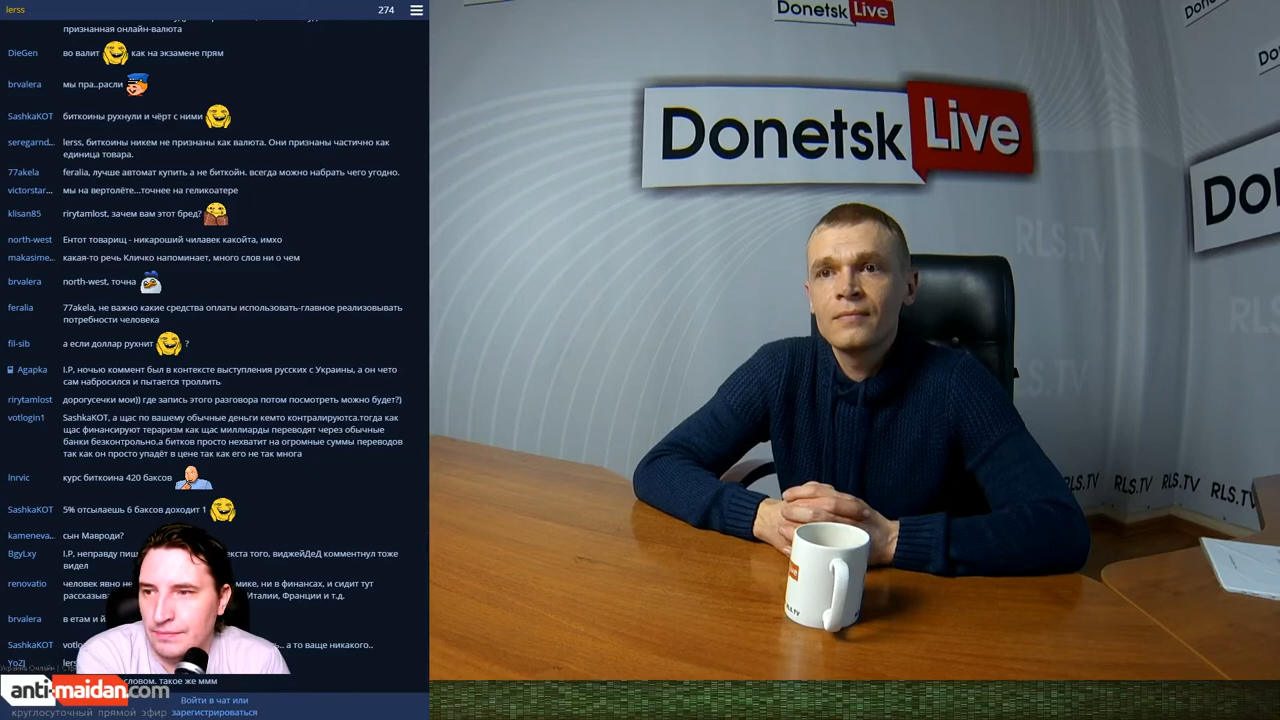 lerss 274
признанная онлайн-валюта
DieGen во валит как на экзамене прям
brvalera мы пра..расли
SashkaKOT биткоины рухнули и чёрт с ними
seregarnd... lerss, биткоины никем не признаны как валюта. Они признаны частично как
единица товара.
77akela feralia, лучше автомат купить а не биткойн. всегда можно набрать чего угодно.
victorstar... мы на вертолёте...точнее на геликоатере
klisan85 rirytamlost, зачем вам этот бред?
north-west Ентот товарищ - никароший чилавек какойта, имхо
makasime... какая-то речь Кличко напоминает, много слов ни о чем
brvalera north-west, точна
feralia 77akela, не важно какие средства оплаты использовать-главное реализовывать
потребности человека
fil-sib а если доллар рухнит ?
Agapka I.P, ночью коммент был в контексте выступления русских с Украины, а он чето
сам набросился и пытается троллить
rirytamlost дорогусечки мои)) где запись этого разговора потом посмотреть можно будет?)
votlogin1 SashkaKOT, а щас по вашему обычные деньги кемто контралируются.тогда как
щас финансируют тераризм как щас миллиарды переводят через обычные
банки безконтрольно,а битков просто нехватит на огромные суммы переводов
так как он просто упадёт в цене так как его не так многа
lnrvic курс биткоина 420 баксов
SashkaKOT 5% отсылаешь 6 баксов доходит 1
kameneva... сын Мавроди?
BgyLxy I.P, неправду екста того, виджейДеД комментнул тоже
видел
renovatio человек явно не мике, ни в финансах, и сидит тут
рассказыва Италии, Франции и т.д.
brvalera в етам и
SashkaKOT votlo .. а то ваще никакого..
YoZJ lers
словом. такое же ммм
anti-maidan.com
круглосуточный прямой эфир
Войти в чат или
зарегистрироваться
Donetsk Live
Donetsk Live
RLS.TV
RLS.TV
RLS.TV
RLS.TV RLS.TV RLS.TV RLS.TV